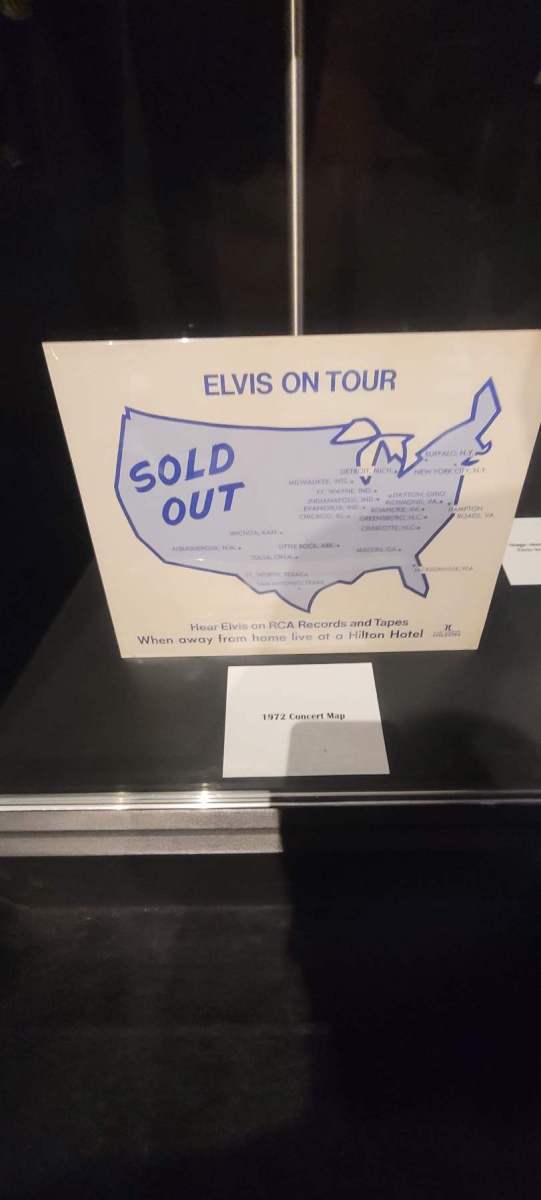 ELVIS ON TOUR
SOLD
OUT
BUFFALO, N.Y.
DETROIT, MICH.
NEW YORK CITY, N.Y.
MILWAUKEE, WIS.
FT. WAYNE, IND.
DAYTON, OHIO
INDIANAPOLIS, IND.
RICHMOND, VA.
EVANSVILLE, IND.
ROANOKE, VA.
HAMPTON
ROADS, VA.
CHICAGO, ILL.
GREENSBORO, N.C.
CHARLOTTE, N.C.
WICHITA, KAN.
ALBUQUERQUE, N.M.
LITTLE ROCK, ARK.
MACON, GA.
TULSA, OKLA.
JACKSONVILLE, FLA.
FT. WORTH, TEXAS
SAN ANTONIO, TEXAS
Hear Elvis on RCA Records and Tapes
When away from home live at a Hilton Hotel
1972 Concert Map